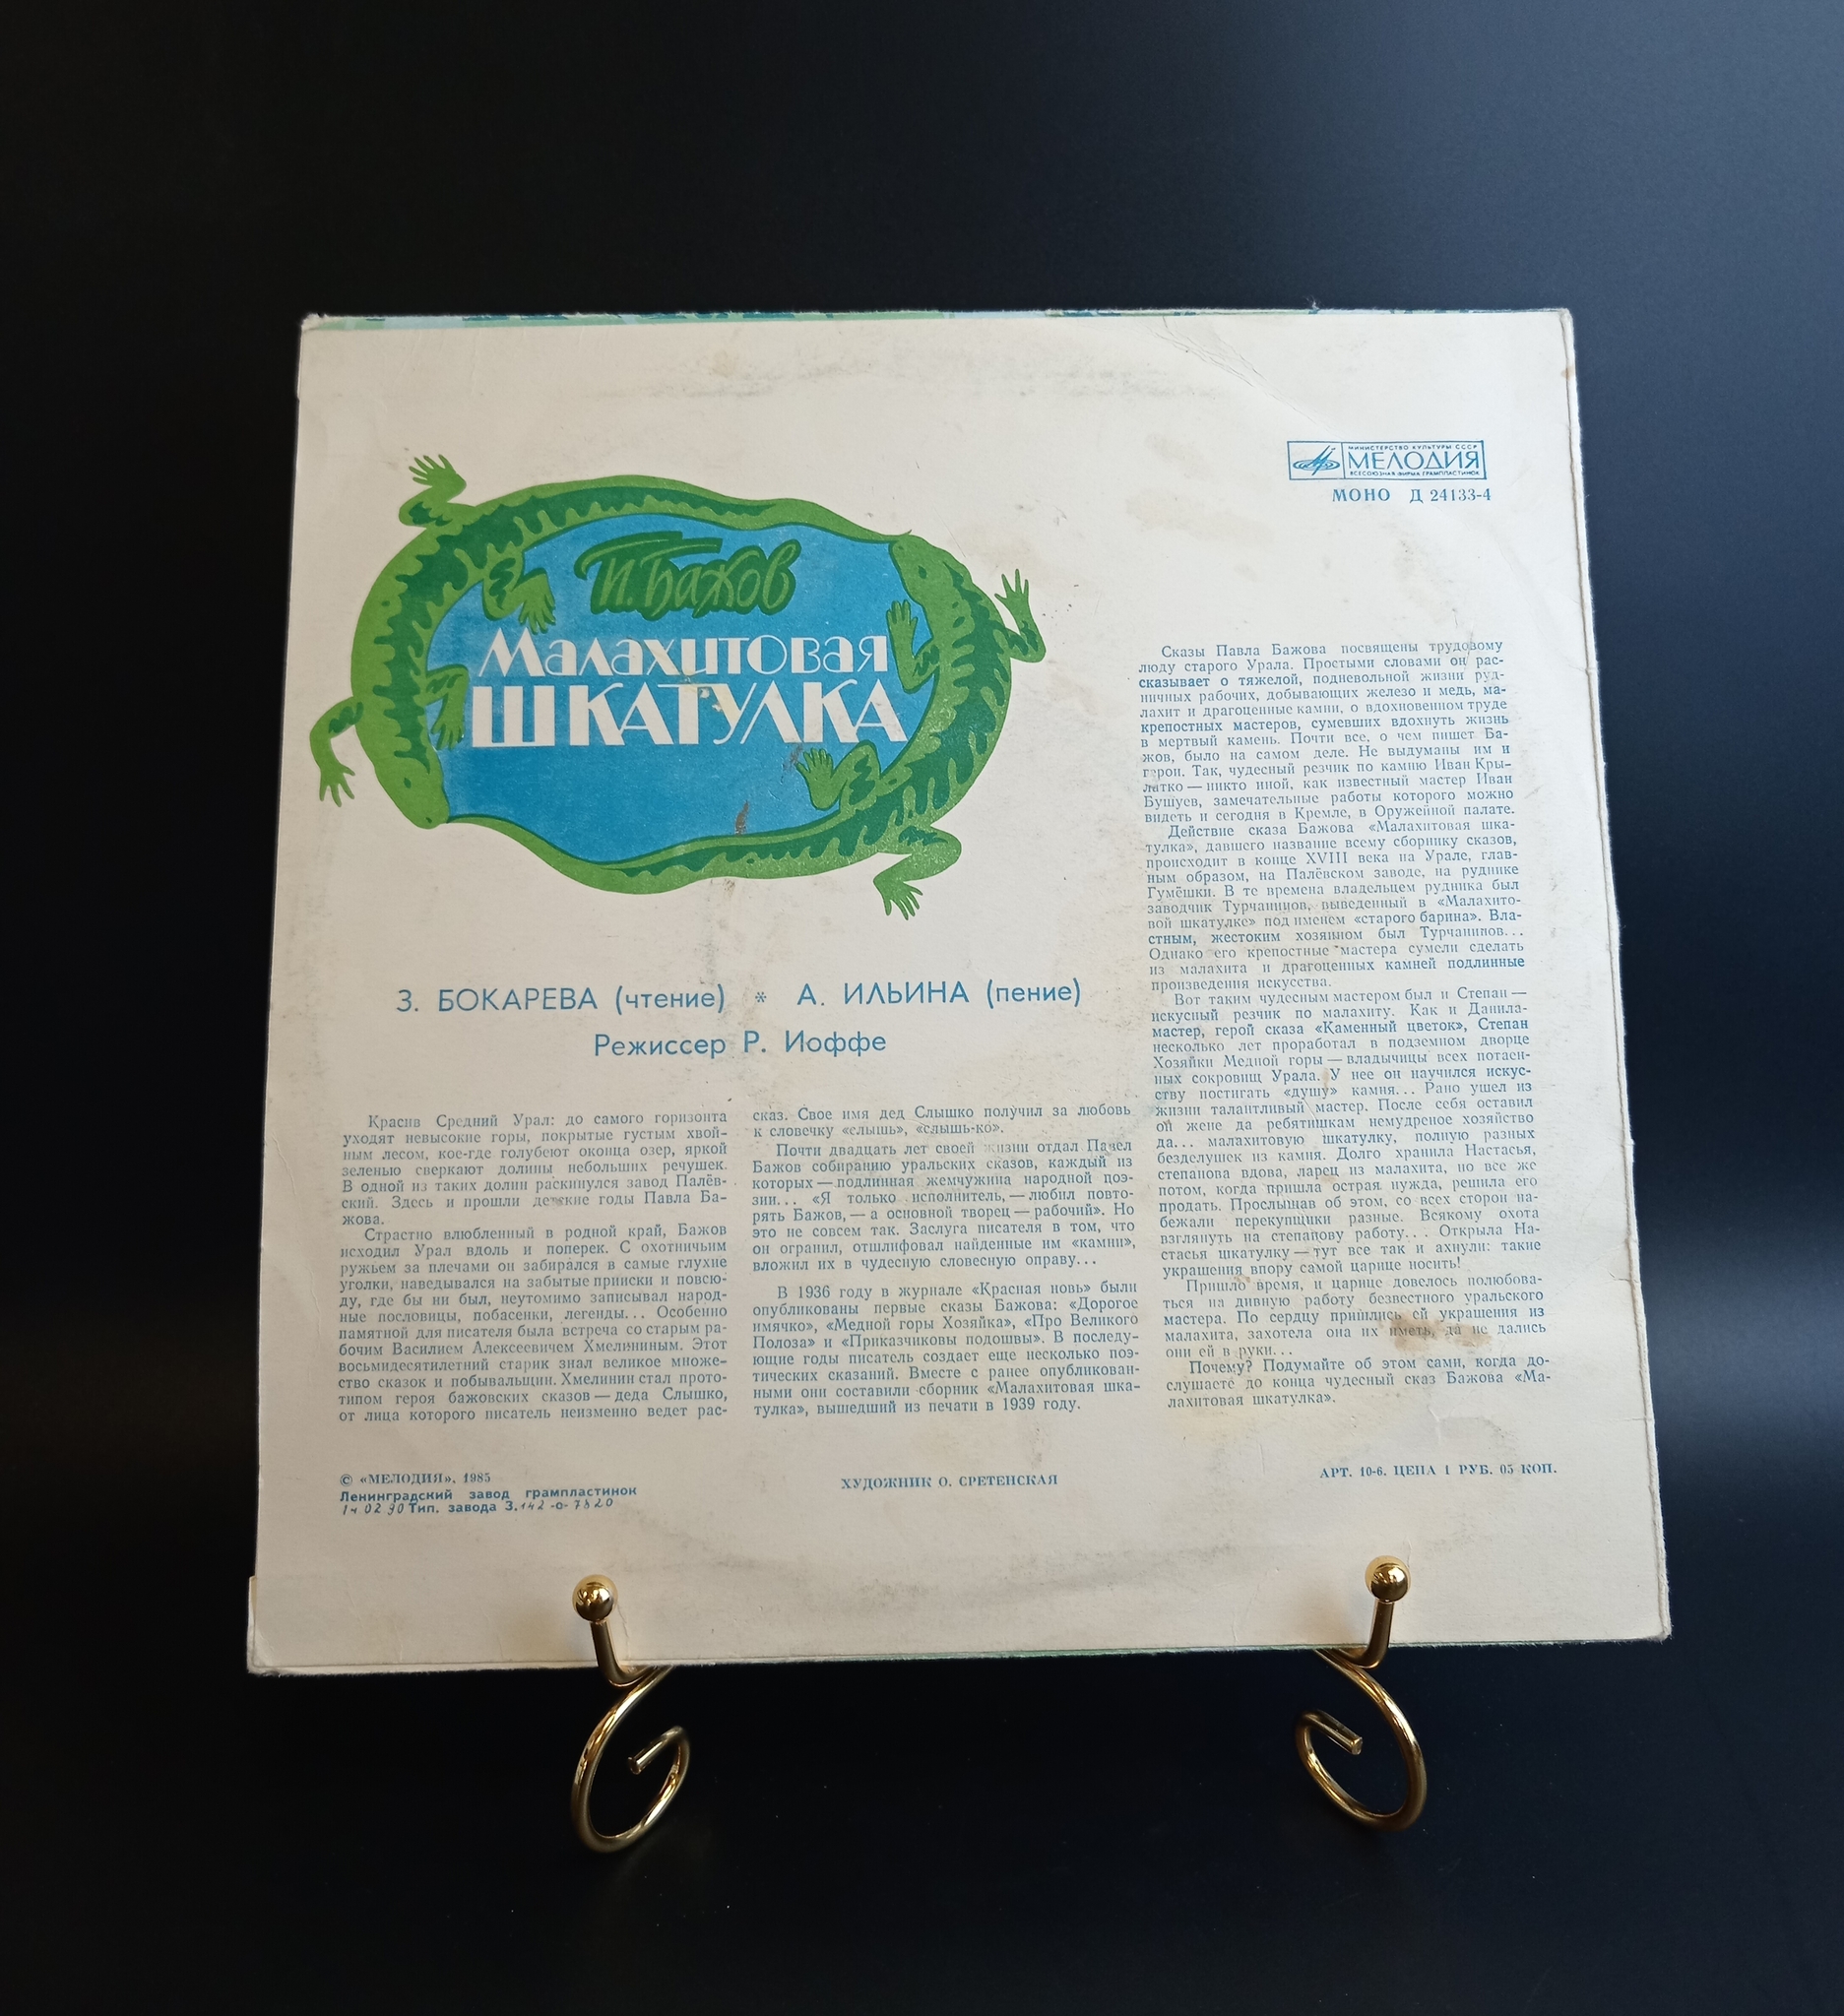 МИНИСТЕРСТВО КУЛЬТУРЫ СССР
МЕЛОДИЯ
ВСЕСОЮЗНАЯ ФИРМА ГРАМПЛАСТИНОК
МОНО Д 24133-4
П. Бажов
Малахитовая
ШКАТУЛКА
З. БОКАРЕВА (чтение) * А. ИЛЬИНА (пение)
Режиссер Р. Иоффе
Красив Средний Урал: до самого горизонта
уходят невысокие горы, покрытые густым хвой-
ным лесом, кое-где голубеют оконца озер, яркой
зеленью сверкают долины небольших речушек.
В одной из таких долин раскинулся завод Палёв-
ский. Здесь и прошли детские годы Павла Ба-
жова.
Страстно влюбленный в родной край, Бажов
исходил Урал вдоль и поперек. С охотничьим
ружьем за плечами он забирался в самые глухие
уголки, наведывался на забытые прииски и повсю-
ду, где бы ни был, неутомимо записывал народ-
ные пословицы, побасенки, легенды... Особенно
памятной для писателя была встреча со старым ра-
бочим Василием Алексеевичем Хмелининым. Этот
восьмидесятилетний старик знал великое множе-
ство сказок и побывальщин. Хмелинин стал прото-
типом героя бажовских сказов — деда Слышко,
от лица которого писатель неизменно ведет рас-
сказ. Свое имя дед Слышко получил за любовь
к словечку «слышь», «слышь-ко».
Почти двадцать лет своей жизни отдал Павел
Бажов собиранию уральских сказов, каждый из
которых — подлинная жемчужина народной поэ-
зии... «Я только исполнитель, — любил повто-
рять Бажов, — а основной творец — рабочий». Но
это не совсем так. Заслуга писателя в том, что
он огранил, отшлифовал найденные им «камни»,
вложил их в чудесную словесную оправу...
В 1936 году в журнале «Красная новь» были
опубликованы первые сказы Бажова: «Дорогое
имячко», «Медной горы Хозяйка», «Про Великого
Полоза» и «Приказчиковы подошвы». В последу-
ющие годы писатель создает еще несколько поэ-
тических сказаний. Вместе с ранее опубликован-
ными они составили сборник «Малахитовая шка-
тулка», вышедший из печати в 1939 году.
Сказы Павла Бажова посвящены трудовому
люду старого Урала. Простыми словами он рас-
сказывает о тяжелой, подневольной жизни руд-
ничных рабочих, добывающих железо и медь, ма-
лахит и драгоценные камни, о вдохновенном труде
крепостных мастеров, сумевших вдохнуть жизнь
в мертвый камень. Почти все, о чем пишет Ба-
жов, было на самом деле. Не выдуманы им и
герои. Так, чудесный резчик по камню Иван Кры-
латко — никто иной, как известный мастер Иван
Бушуев, замечательные работы которого можно
видеть и сегодня в Кремле, в Оружейной палате.
Действие сказа Бажова «Малахитовая шка-
тулка», давшего название всему сборнику сказов,
происходит в конце XVIII века на Урале, глав-
ным образом, на Палёвском заводе, на руднике
Гумёшки. В те времена владельцем рудника был
заводчик Турчанинов, выведенный в «Малахито-
вой шкатулке» под именем «старого барина». Вла-
стным, жестоким хозяином был Турчанинов...
Однако его крепостные мастера сумели сделать
из малахита и драгоценных камней подлинные
произведения искусства.
Вот таким чудесным мастером был и Степан —
искусный резчик по малахиту. Как и Данила-
мастер, герой сказа «Каменный цветок», Степан
несколько лет проработал в подземном дворце
Хозяйки Медной горы — владычицы всех потаен-
ных сокровищ Урала. У нее он научился искус-
ству постигать «душу» камня... Рано ушел из
жизни талантливый мастер. После себя оставил
он жене да ребятишкам немудреное хозяйство
да... малахитовую шкатулку, полную разных
безделушек из камня. Долго хранила Настасья,
степанова вдова, ларец из малахита, но все же
потом, когда пришла острая нужда, решила его
продать. Прослышав об этом, со всех сторон на-
бежали перекупщики разные. Всякому охота
взглянуть на степанову работу... Открыла На-
стасья шкатулку — тут все так и ахнули: такие
украшения впору самой царице носить!
Пришло время, и царице довелось полюбова-
ться на дивную работу безвестного уральского
мастера. По сердцу пришлись ей украшения из
малахита, захотела она их иметь, да не дались
они ей в руки...
Почему? Подумайте об этом сами, когда до-
слушаете до конца чудесный сказ Бажова «Ма-
лахитовая шкатулка».
© «МЕЛОДИЯ», 1985
Ленинградский завод грампластинок
14 02 90 Тип. завода З. 142-о-7820
ХУДОЖНИК О. СРЕТЕНСКАЯ
АРТ. 10-6. ЦЕНА 1 РУБ. 05 КОП.